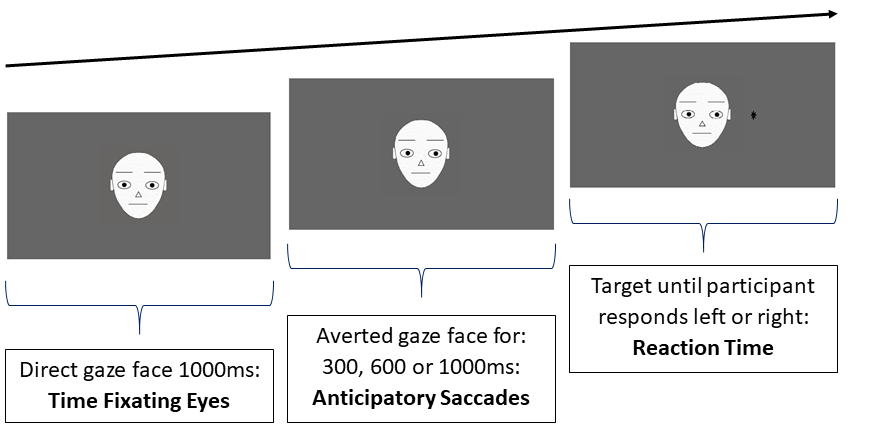 Direct gaze face 1000ms:
Time Fixating Eyes
Averted gaze face for:
300, 600 or 1000ms:
Anticipatory Saccades
Target until participant
responds left or right:
Reaction Time